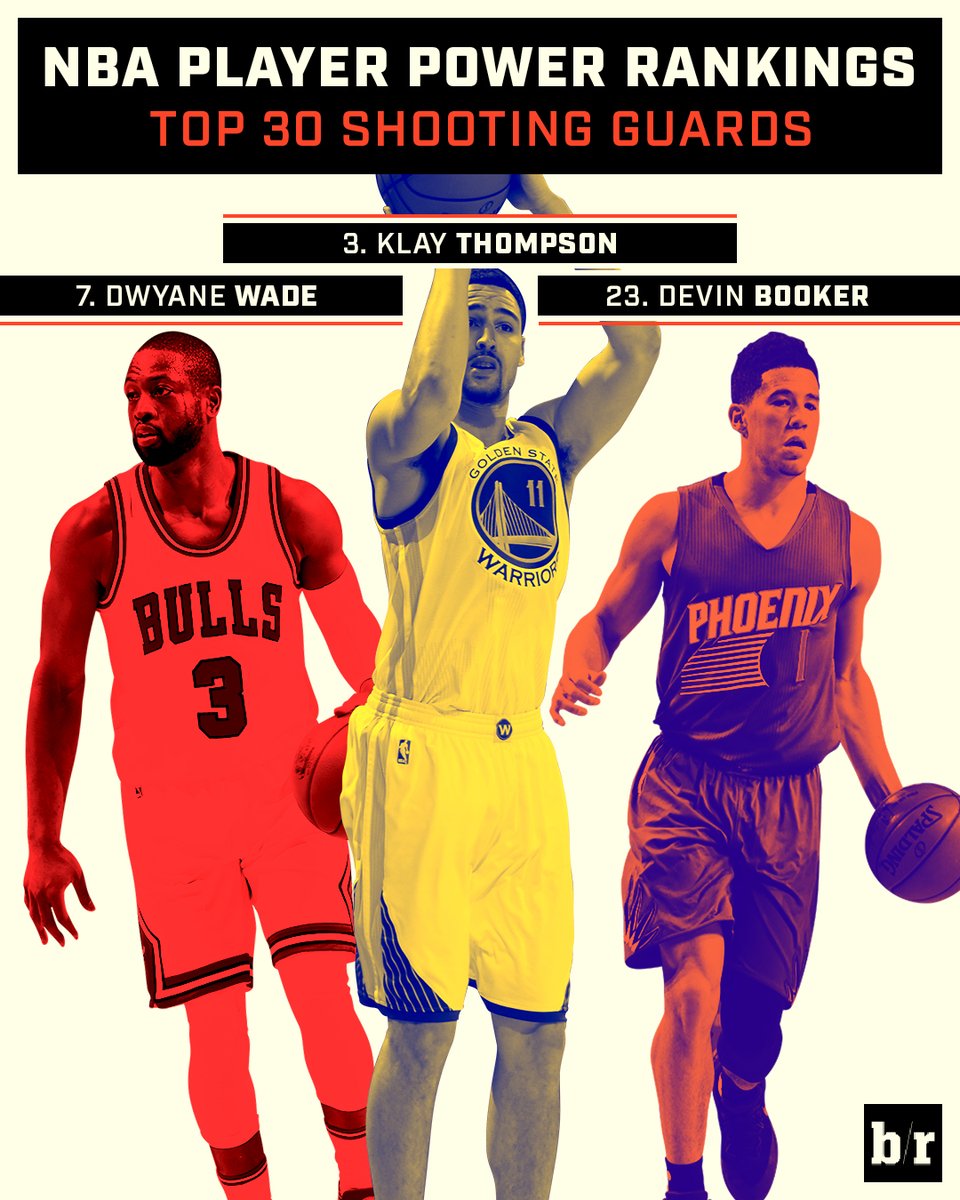 NBA PLAYER POWER RANKINGS
TOP 30 SHOOTING GUARDS
3. KLAY THOMPSON
7. DWYANE WADE
23. DEVIN BOOKER
GOLDEN STATE
11
WARRIORS
BULLS
3
PHOENIX
1
W
SPALDING
b/r